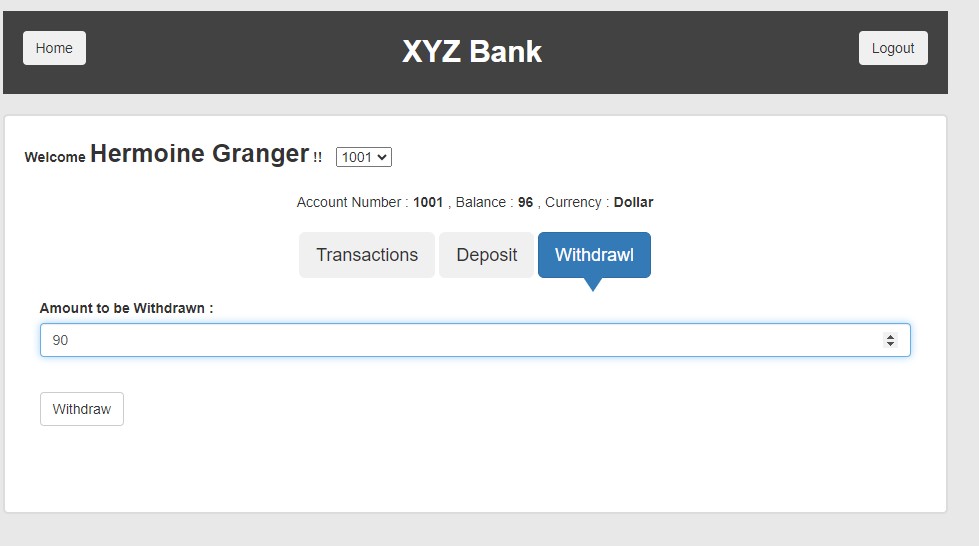 Home XYZ Bank Logout
Welcome Hermoine Granger !! 1001
Account Number : 1001 , Balance : 96 , Currency : Dollar
Transactions Deposit Withdrawl
Amount to be Withdrawn :
90
Withdraw